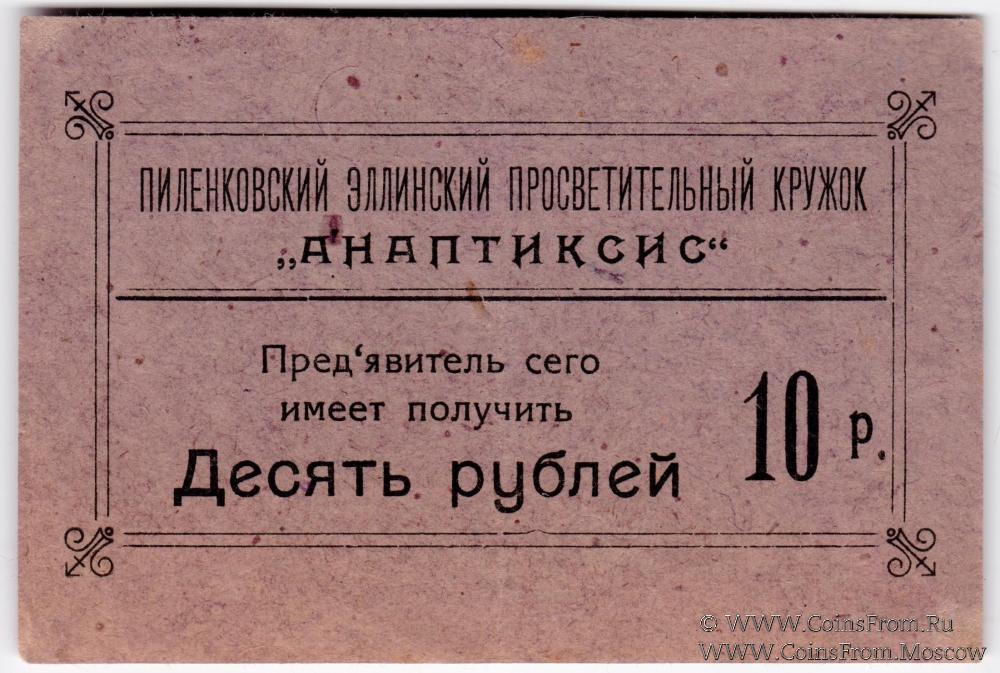 ПИЛЕНКОВСКИЙ ЭЛЛИНСКИЙ ПРОСВЕТИТЕЛЬНЫЙ КРУЖОК
„АНАПТИКСИС“
Пред‘явитель сего
имеет получить
Десять рублей
10 р.
© WWW.CoinsFrom.Ru
WWW.CoinsFrom.Moscow